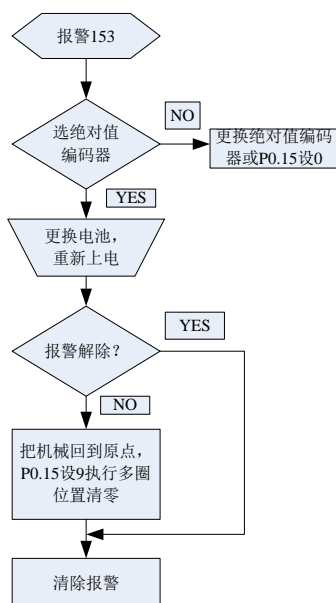 报警153
选绝对值
编码器
NO
更换绝对值编码
器或P0.15设0
YES
更换电池，
重新上电
报警解除？
YES
NO
把机械回到原点，
P0.15设9执行多圈
位置清零
清除报警